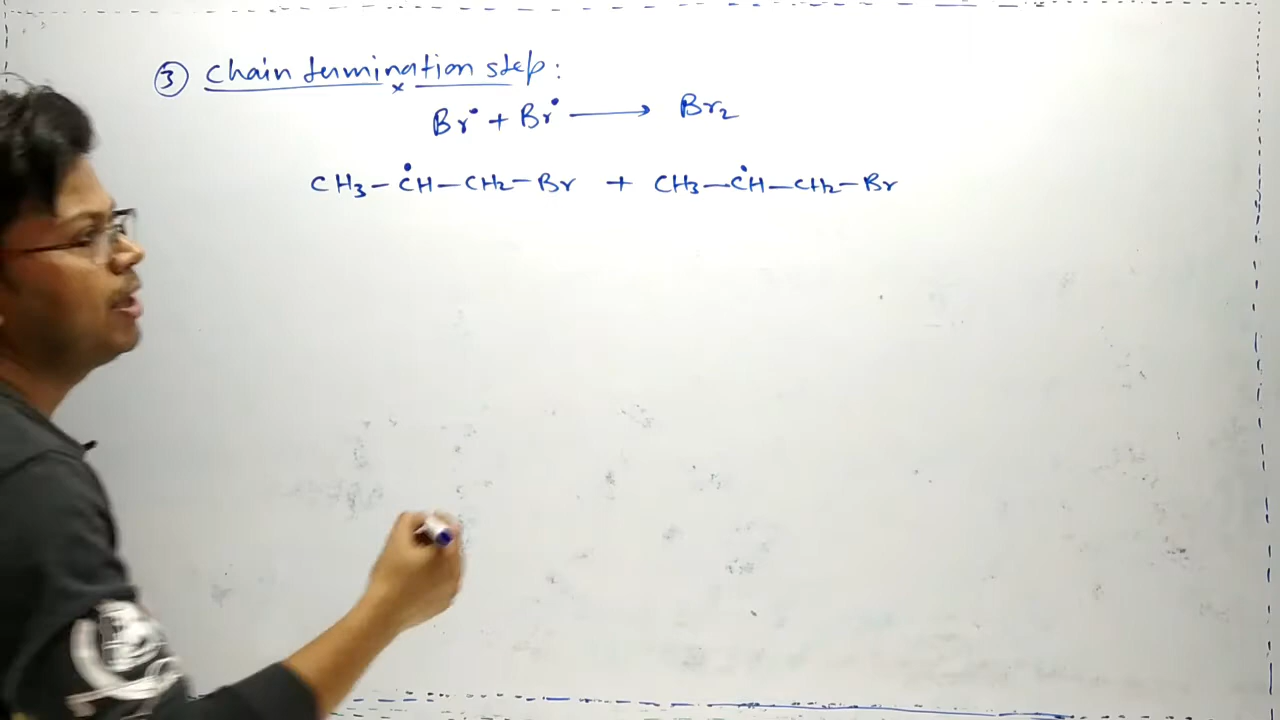 ③ Chain termination step:
Br• + Br• ⟶ Br₂
CH₃–ĊH–CH₂–Br + CH₃–ĊH–CH₂–Br